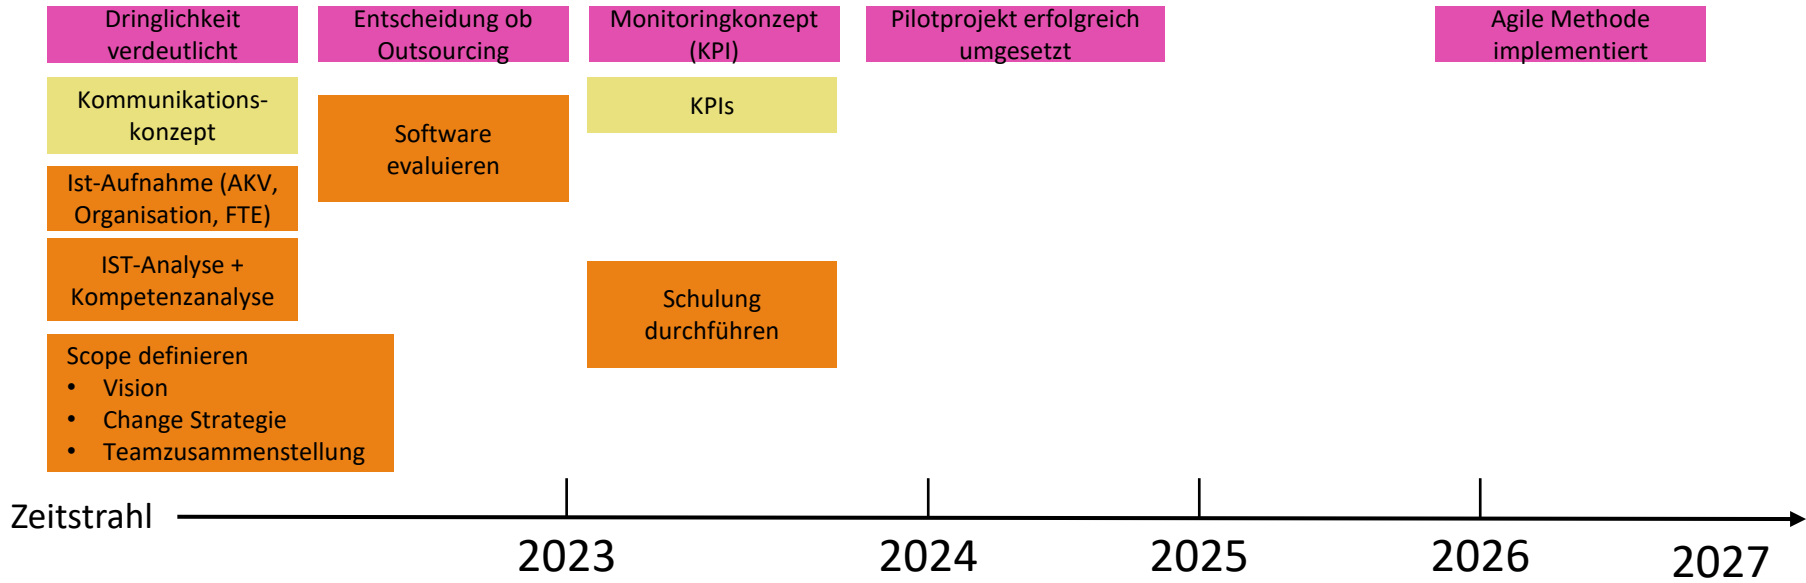 Dringlichkeit
verdeutlicht
Entscheidung ob
Outsourcing
Monitoringkonzept
(KPI)
Pilotprojekt erfolgreich
umgesetzt
Agile Methode
implementiert
Kommunikations-
konzept
Software
evaluieren
KPIs
Ist-Aufnahme (AKV,
Organisation, FTE)
IST-Analyse +
Kompetenzanalyse
Schulung
durchführen
Scope definieren
• Vision
• Change Strategie
• Teamzusammenstellung
Zeitstrahl
2023
2024
2025
2026
2027